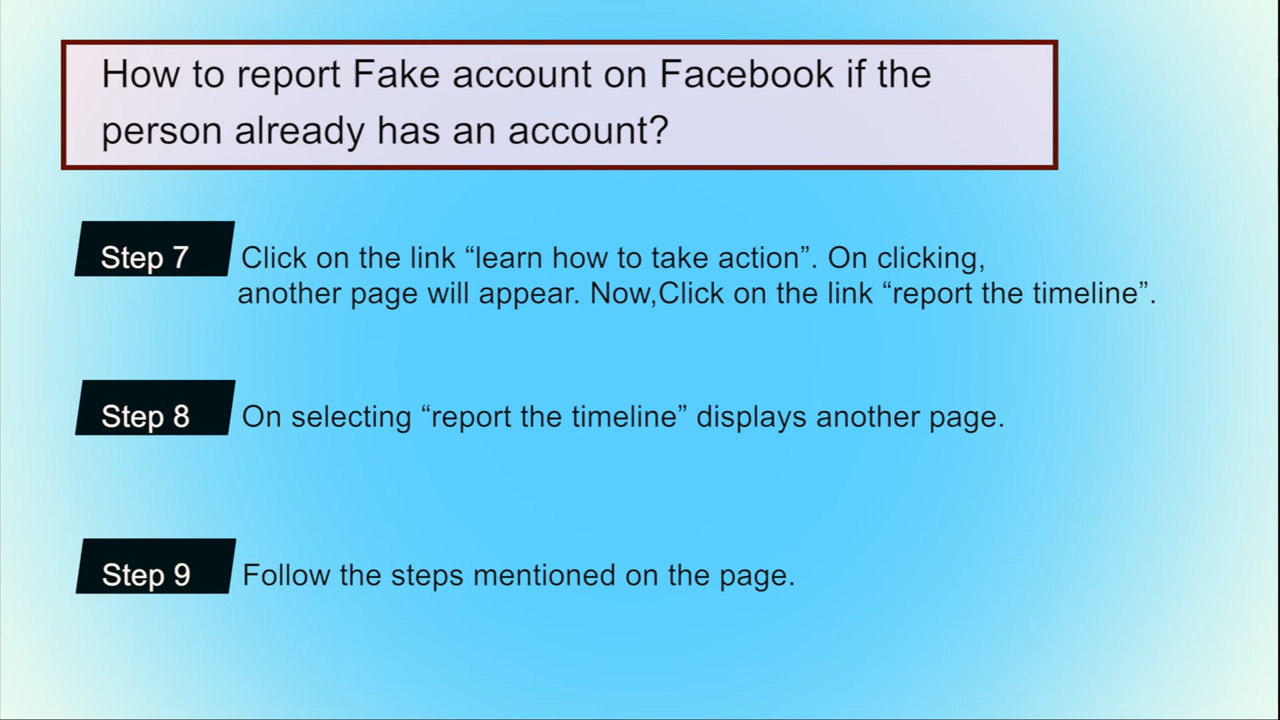 How to report Fake account on Facebook if the
person already has an account?
Step 7 Click on the link “learn how to take action”. On clicking,
another page will appear. Now,Click on the link “report the timeline”.
Step 8 On selecting “report the timeline” displays another page.
Step 9 Follow the steps mentioned on the page.